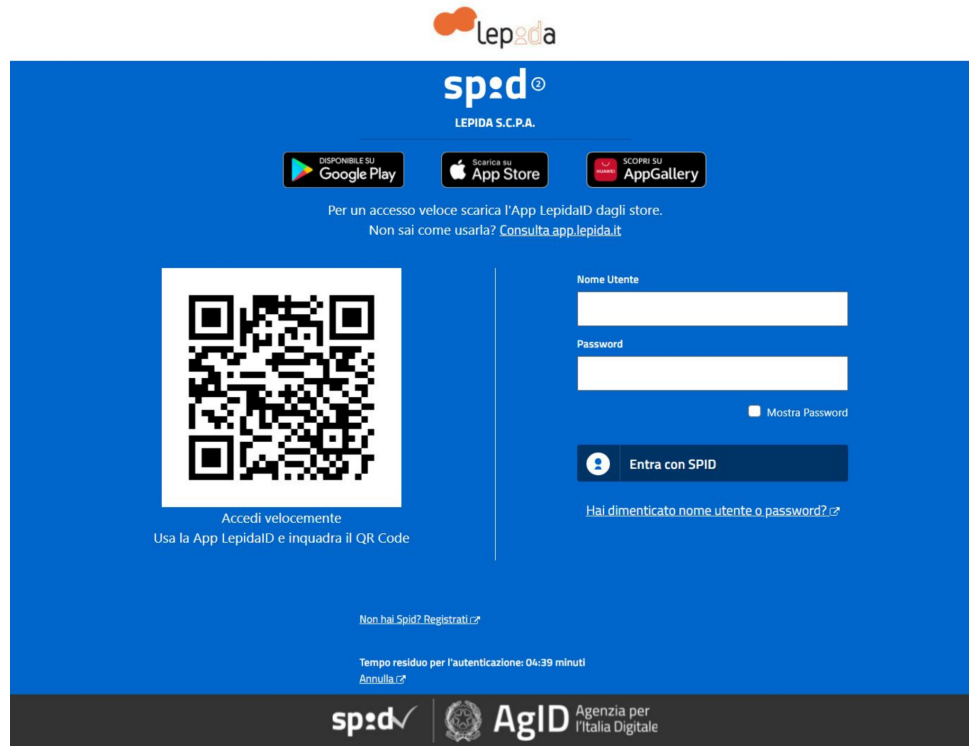 lepida
spid 2
LEPIDA S.C.P.A.
DISPONIBILE SU
Google Play
Scarica su
App Store
HUAWEI
SCOPRI SU
AppGallery
Per un accesso veloce scarica l'App LepidaID dagli store.
Non sai come usarla? Consulta app.lepida.it
Nome Utente
Password
Mostra Password
Entra con SPID
Hai dimenticato nome utente o password?
Accedi velocemente
Usa la App LepidaID e inquadra il QR Code
Non hai Spid? Registrati
Tempo residuo per l'autenticazione: 04:39 minuti
Annulla
spid
AgID
Agenzia per
l'Italia Digitale